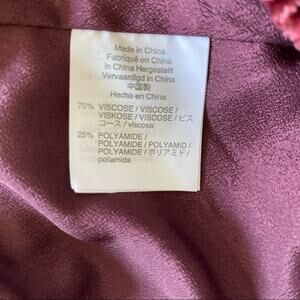 Made in China
Fabriqué en Chine
in China Hergestellt
Vervaardigd in China
中国製
Hecho en China
75% VISCOSE / VISCOSE /
VISKOSE / VISCOSE / ビス
コース / viscosa
25% POLYAMIDE /
POLYAMIDE / POLYAMID /
POLYAMIDE / ポリアミド /
poliamida